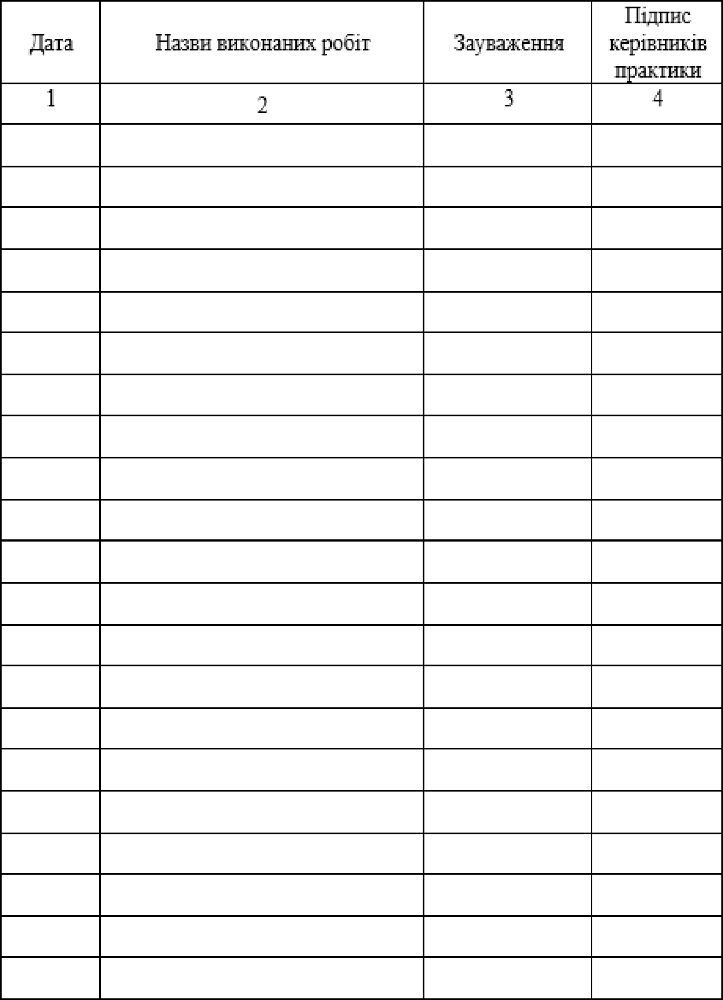 Дата
Назви виконаних робіт
Зауваження
Підпис
керівників
практики
1
2
3
4